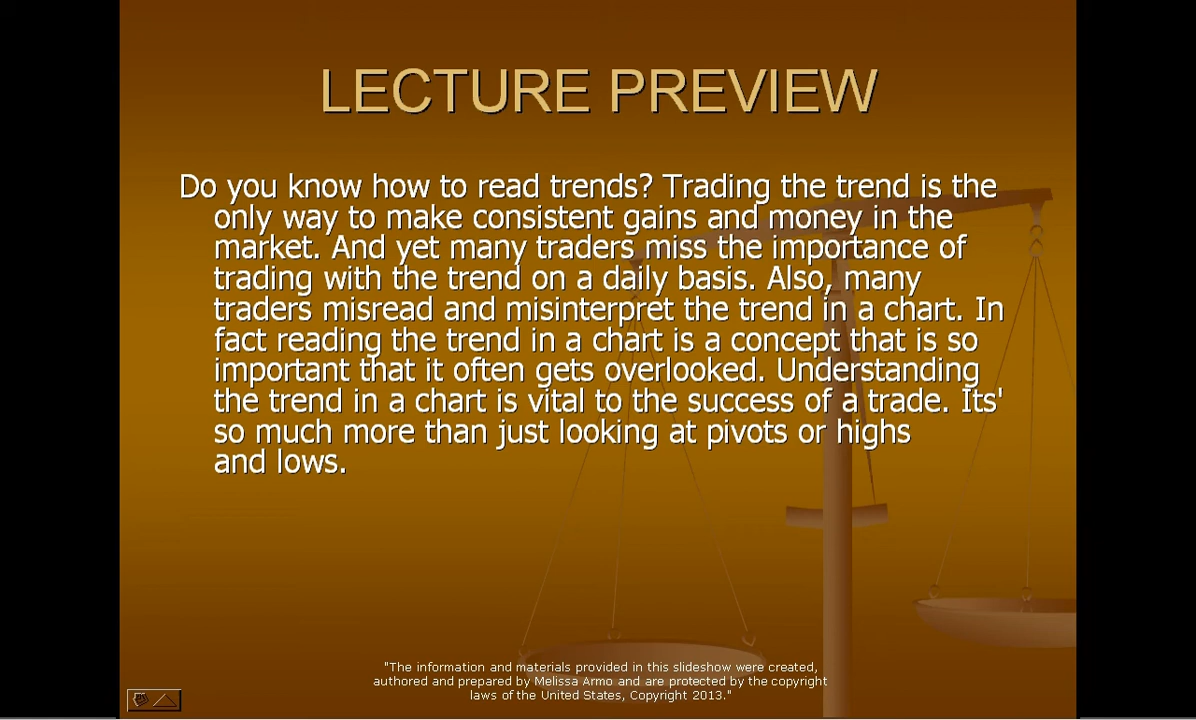 LECTURE PREVIEW
Do you know how to read trends? Trading the trend is the
only way to make consistent gains and money in the
market. And yet many traders miss the importance of
trading with the trend on a daily basis. Also, many
traders misread and misinterpret the trend in a chart. In
fact reading the trend in a chart is a concept that is so
important that it often gets overlooked. Understanding
the trend in a chart is vital to the success of a trade. Its'
so much more than just looking at pivots or highs
and lows.
"The information and materials provided in this slideshow were created,
authored and prepared by Melissa Armo and are protected by the copyright
laws of the United States, Copyright 2013."